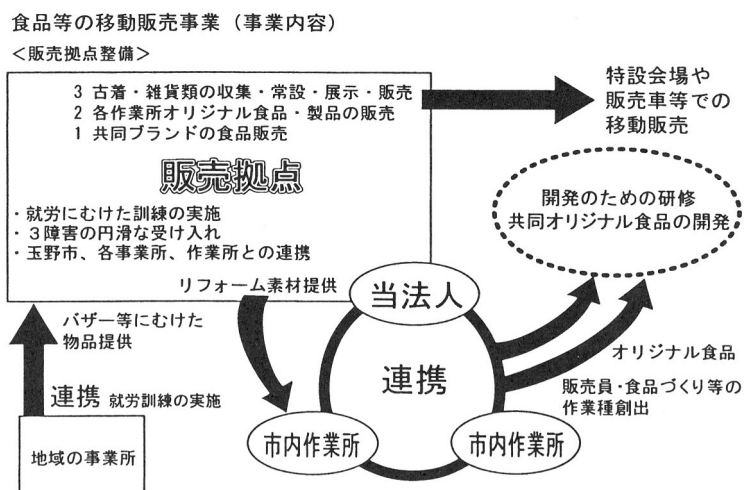 食品等の移動販売事業（事業内容）
＜販売拠点整備＞
3 古着・雑貨類の収集・常設・展示・販売
2 各作業所オリジナル食品・製品の販売
1 共同ブランドの食品販売
販売拠点
・就労にむけた訓練の実施
・３障害の円滑な受け入れ
・玉野市、各事業所、作業所との連携
リフォーム素材提供
特設会場や
販売車等での
移動販売
開発のための研修
共同オリジナル食品の開発
当法人
連携
市内作業所
市内作業所
オリジナル食品
販売員・食品づくり等の
作業種創出
バザー等にむけた
物品提供
連携 就労訓練の実施
地域の事業所